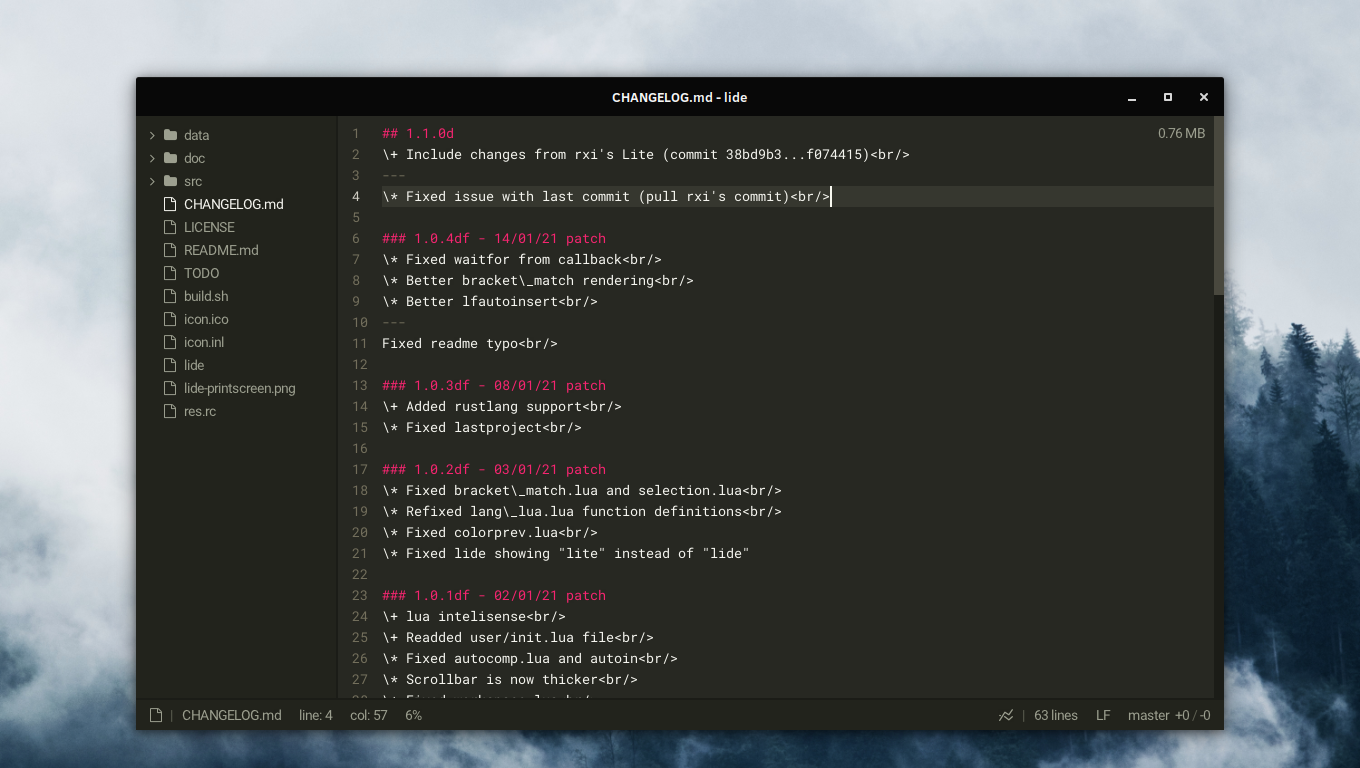 CHANGELOG.md - lide
data
doc
src
CHANGELOG.md
LICENSE
README.md
TODO
build.sh
icon.ico
icon.inl
lide
lide-printscreen.png
res.rc
0.76 MB
1 ## 1.1.0d
2 \+ Include changes from rxi's Lite (commit 38bd9b3...f074415)<br/>
3 ---
4 \* Fixed issue with last commit (pull rxi's commit)<br/>
5
6 ### 1.0.4df - 14/01/21 patch
7 \* Fixed waitfor from callback<br/>
8 \* Better bracket\_match rendering<br/>
9 \* Better lfautoinsert<br/>
10 ---
11 Fixed readme typo<br/>
12
13 ### 1.0.3df - 08/01/21 patch
14 \+ Added rustlang support<br/>
15 \* Fixed lastproject<br/>
16
17 ### 1.0.2df - 03/01/21 patch
18 \* Fixed bracket\_match.lua and selection.lua<br/>
19 \* Refixed lang\_lua.lua function definitions<br/>
20 \* Fixed colorprev.lua<br/>
21 \* Fixed lide showing "lite" instead of "lide"
22
23 ### 1.0.1df - 02/01/21 patch
24 \+ lua intelisense<br/>
25 \+ Readded user/init.lua file<br/>
26 \* Fixed autocomp.lua and autoin<br/>
27 \* Scrollbar is now thicker<br/>
CHANGELOG.md line: 4 col: 57 6%
63 lines LF master +0 / -0